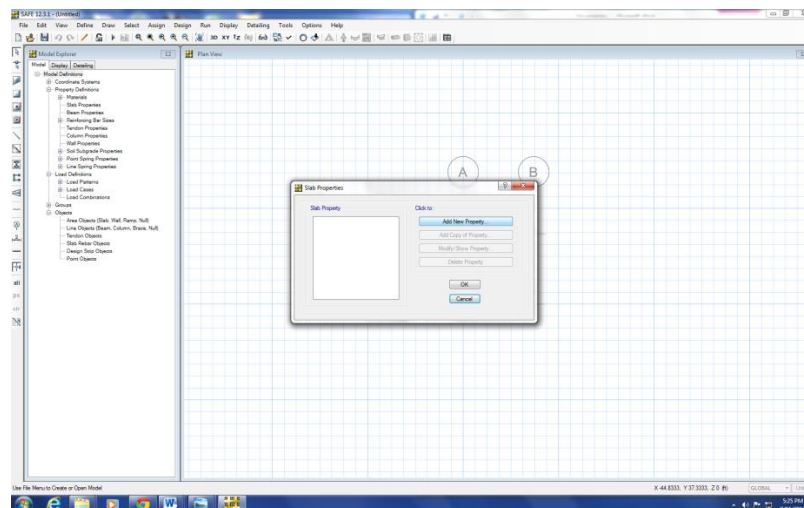 SAFE 12.3.1 - (Untitled)
File Edit View Define Draw Select Assign Design Run Display Detailing Tools Options Help
3D XY
Model Explorer
Plan View
Model Display Detailing
Model Definitions
Coordinate Systems
Property Definitions
Materials
Slab Properties
Beam Properties
Reinforcing Bar Sizes
Tendon Properties
Column Properties
Wall Properties
Soil Subgrade Properties
Point Spring Properties
Line Spring Properties
Load Definitions
Load Patterns
Load Cases
Load Combinations
Groups
Objects
Area Objects (Slab, Wall, Ramp, Null)
Line Objects (Beam, Column, Brace, Null)
Tendon Objects
Slab Rebar Objects
Design Strip Objects
Point Objects
all
A B
Slab Properties
Slab Property
Click to:
Add New Property...
Add Copy of Property...
Modify/Show Property...
Delete Property
OK
Cancel
Use File Menu to Create or Open Model
X -44.8333, Y 37.3333, Z 0 (ft)
GLOBAL
5:25 PM